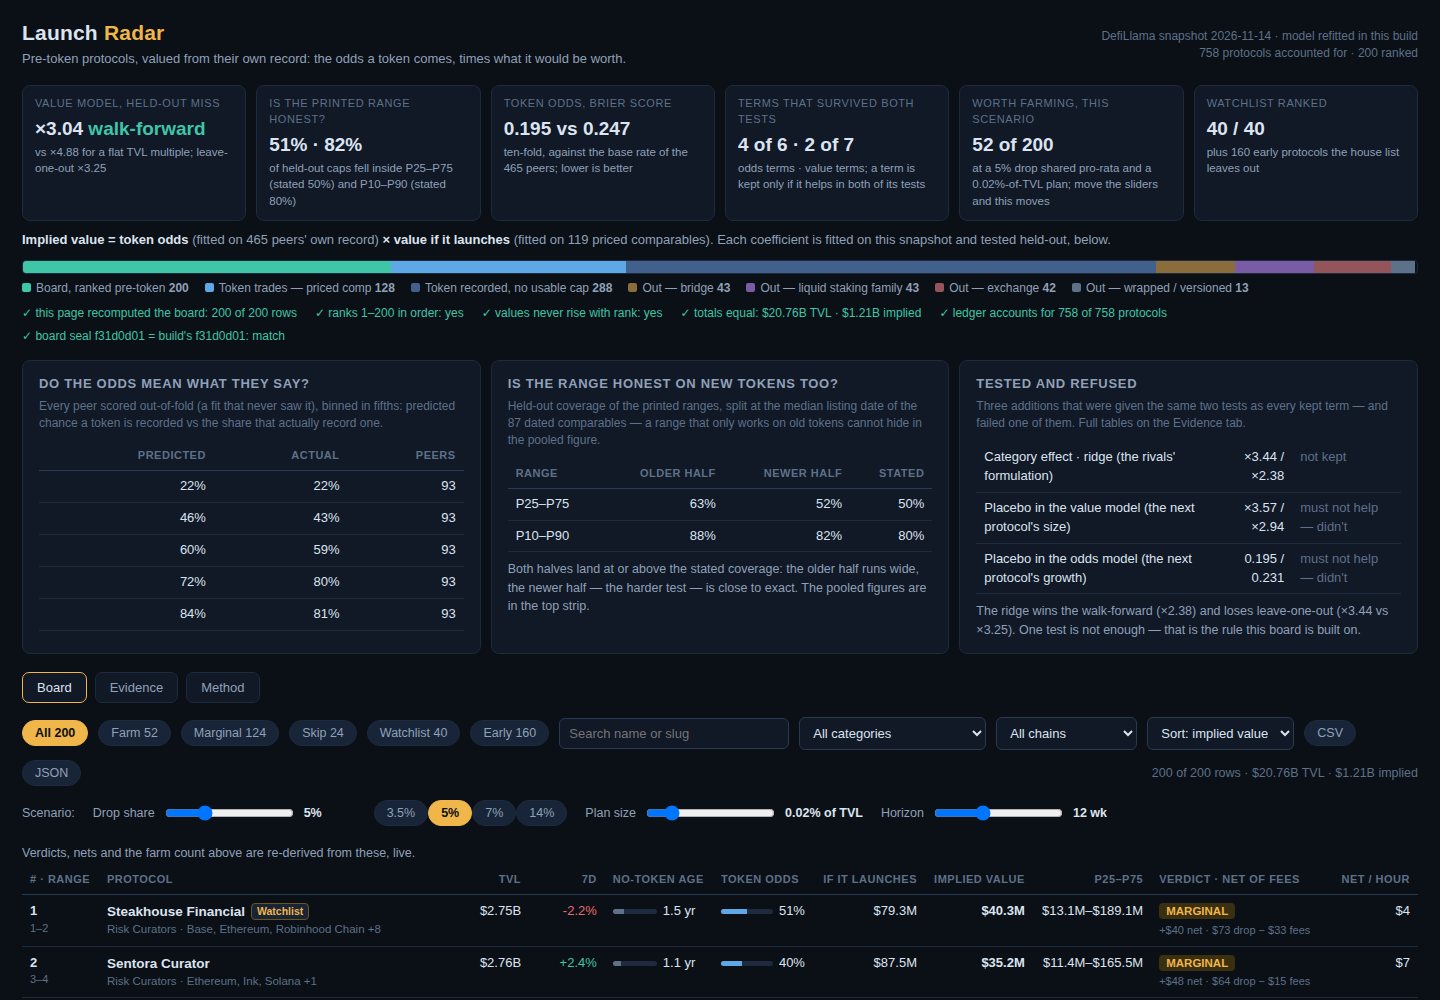 Launch Radar
Pre-token protocols, valued from their own record: the odds a token comes, times what it would be worth.
DefiLlama snapshot 2026-11-14 · model refitted in this build
758 protocols accounted for · 200 ranked
VALUE MODEL, HELD-OUT MISS
×3.04 walk-forward
vs ×4.88 for a flat TVL multiple; leave-
one-out ×3.25
IS THE PRINTED RANGE
HONEST?
51% · 82%
of held-out caps fell inside P25–P75
(stated 50%) and P10–P90 (stated
80%)
TOKEN ODDS, BRIER SCORE
0.195 vs 0.247
ten-fold, against the base rate of the
465 peers; lower is better
TERMS THAT SURVIVED BOTH
TESTS
4 of 6 · 2 of 7
odds terms · value terms; a term is
kept only if it helps in both of its tests
WORTH FARMING, THIS
SCENARIO
52 of 200
at a 5% drop shared pro-rata and a
0.02%-of-TVL plan; move the sliders
and this moves
WATCHLIST RANKED
40 / 40
plus 160 early protocols the house list
leaves out
Implied value = token odds (fitted on 465 peers' own record) × value if it launches (fitted on 119 priced comparables). Each coefficient is fitted on this snapshot and tested held-out, below.
Board, ranked pre-token 200 Token trades — priced comp 128 Token recorded, no usable cap 288 Out — bridge 43 Out — liquid staking family 43 Out — exchange 42 Out — wrapped / versioned 13
✓ this page recomputed the board: 200 of 200 rows ✓ ranks 1–200 in order: yes ✓ values never rise with rank: yes ✓ totals equal: $20.76B TVL · $1.21B implied ✓ ledger accounts for 758 of 758 protocols
✓ board seal f31d0d01 = build's f31d0d01: match
DO THE ODDS MEAN WHAT THEY SAY?
Every peer scored out-of-fold (a fit that never saw it), binned in fifths: predicted
chance a token is recorded vs the share that actually record one.
PREDICTED ACTUAL PEERS
22% 22% 93
46% 43% 93
60% 59% 93
72% 80% 93
84% 81% 93
IS THE RANGE HONEST ON NEW TOKENS TOO?
Held-out coverage of the printed ranges, split at the median listing date of the
87 dated comparables — a range that only works on old tokens cannot hide in
the pooled figure.
RANGE OLDER HALF NEWER HALF STATED
P25–P75 63% 52% 50%
P10–P90 88% 82% 80%
Both halves land at or above the stated coverage: the older half runs wide,
the newer half — the harder test — is close to exact. The pooled figures are
in the top strip.
TESTED AND REFUSED
Three additions that were given the same two tests as every kept term — and
failed one of them. Full tables on the Evidence tab.
Category effect · ridge (the rivals' ×3.44 / not kept
formulation) ×2.38
Placebo in the value model (the next ×3.57 / must not help
protocol's size) ×2.94 — didn't
Placebo in the odds model (the next 0.195 / must not help
protocol's growth) 0.231 — didn't
The ridge wins the walk-forward (×2.38) and loses leave-one-out (×3.44 vs
×3.25). One test is not enough — that is the rule this board is built on.
Board Evidence Method
All 200 Farm 52 Marginal 124 Skip 24 Watchlist 40 Early 160 Search name or slug All categories All chains Sort: implied value CSV
JSON 200 of 200 rows · $20.76B TVL · $1.21B implied
Scenario: Drop share 5% 3.5% 5% 7% 14% Plan size 0.02% of TVL Horizon 12 wk
Verdicts, nets and the farm count above are re-derived from these, live.
# · RANGE PROTOCOL TVL 7D NO-TOKEN AGE TOKEN ODDS IF IT LAUNCHES IMPLIED VALUE P25–P75 VERDICT · NET OF FEES NET / HOUR
1 Steakhouse Financial Watchlist $2.75B -2.2% 1.5 yr 51% $79.3M $40.3M $13.1M–$189.1M MARGINAL $4
1–2 Risk Curators · Base, Ethereum, Robinhood Chain +8 +$40 net · $73 drop − $33 fees
2 Sentora Curator $2.76B +2.4% 1.1 yr 40% $87.5M $35.2M $11.4M–$165.5M MARGINAL $7
3–4 Risk Curators · Ethereum, Ink, Solana +1 +$48 net · $64 drop − $15 fees